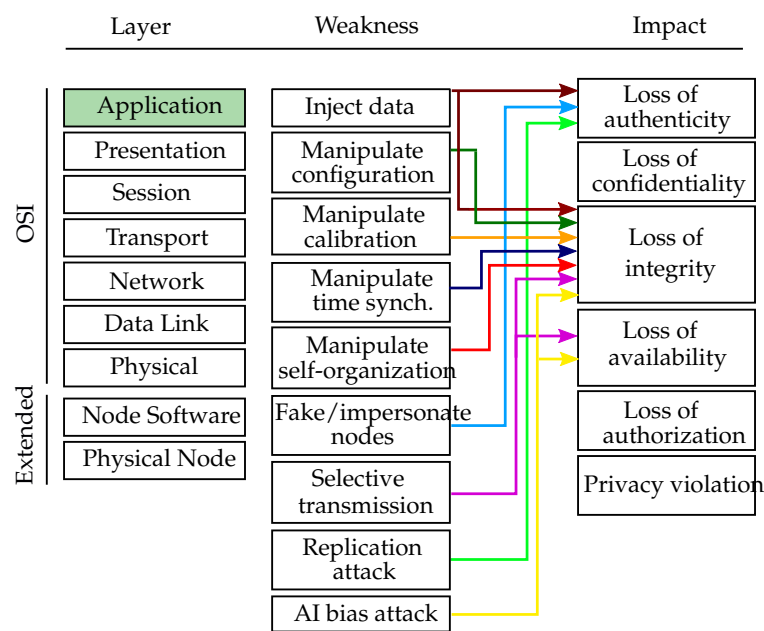 Layer
Weakness
Impact
OSI
Application
Presentation
Session
Transport
Network
Data Link
Physical
Extended
Node Software
Physical Node
Inject data
Manipulate
configuration
Manipulate
calibration
Manipulate
time synch.
Manipulate
self-organization
Fake/impersonate
nodes
Selective
transmission
Replication
attack
AI bias attack
Loss of
authenticity
Loss of
confidentiality
Loss of
integrity
Loss of
availability
Loss of
authorization
Privacy violation